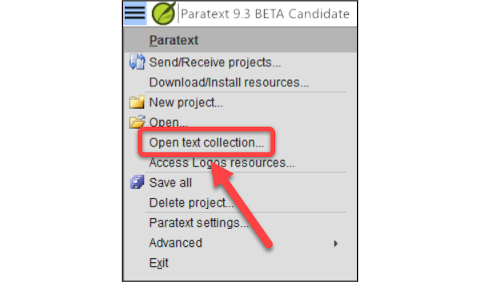 Paratext 9.3 BETA Candidate
Paratext
Send/Receive projects...
Download/Install resources...
New project...
Open...
Open text collection...
Access Logos resources...
Save all
Delete project...
Paratext settings...
Advanced
Exit